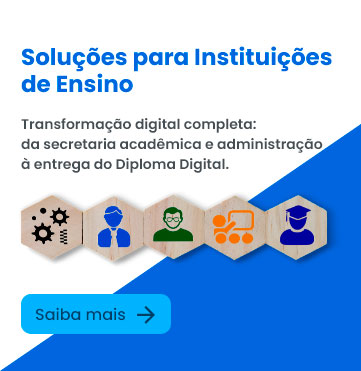 Soluções para Instituições
de Ensino
Transformação digital completa:
da secretaria acadêmica e administração
à entrega do Diploma Digital.
Saiba mais